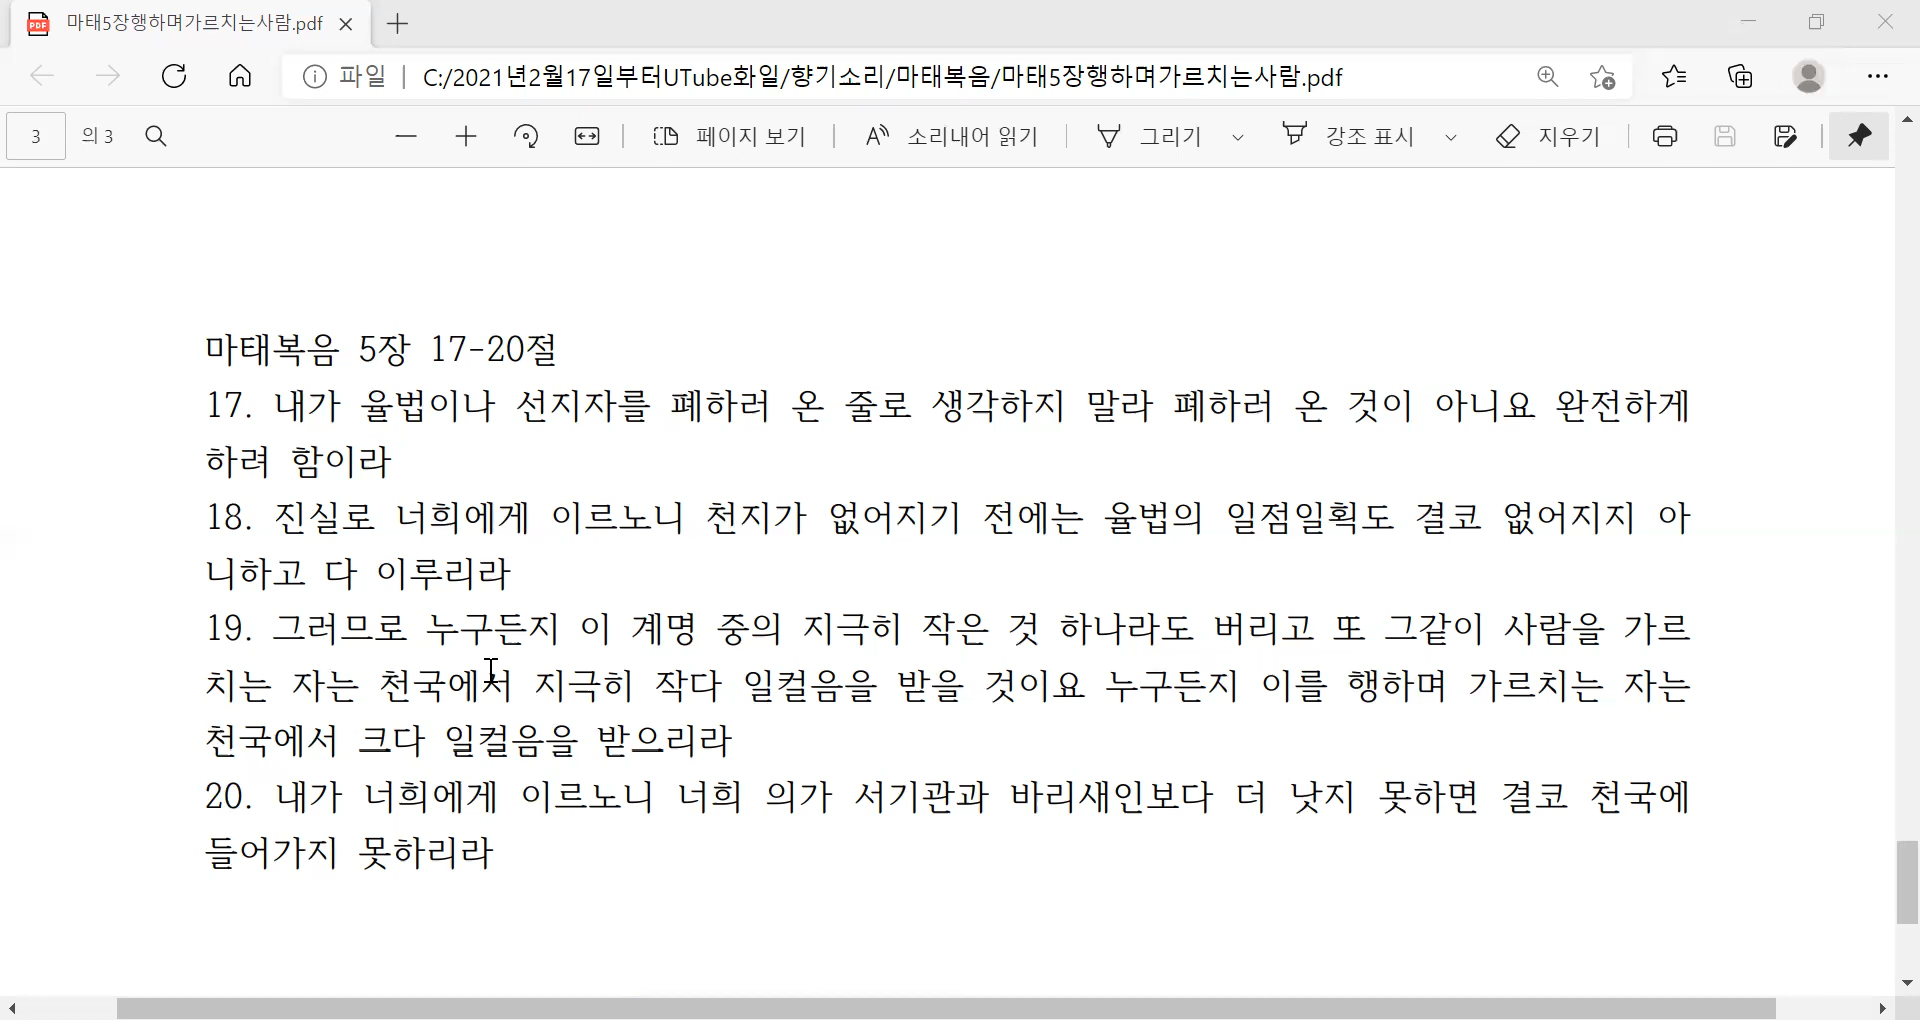 마태5장행하며가르치는사람.pdf
파일 | C:/2021년2월17일부터UTube화일/향기소리/마태복음/마태5장행하며가르치는사람.pdf
3 의 3 페이지 보기 소리내어 읽기 그리기 강조 표시 지우기
마태복음 5장 17-20절
17. 내가 율법이나 선지자를 폐하러 온 줄로 생각하지 말라 폐하러 온 것이 아니요 완전하게
하려 함이라
18. 진실로 너희에게 이르노니 천지가 없어지기 전에는 율법의 일점일획도 결코 없어지지 아
니하고 다 이루리라
19. 그러므로 누구든지 이 계명 중의 지극히 작은 것 하나라도 버리고 또 그같이 사람을 가르
치는 자는 천국에서 지극히 작다 일컬음을 받을 것이요 누구든지 이를 행하며 가르치는 자는
천국에서 크다 일컬음을 받으리라
20. 내가 너희에게 이르노니 너희 의가 서기관과 바리새인보다 더 낫지 못하면 결코 천국에
들어가지 못하리라